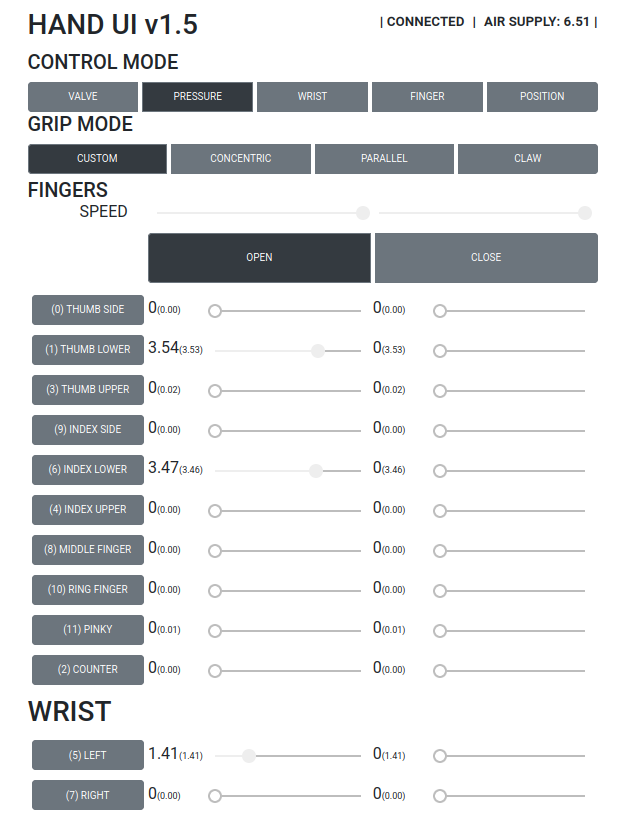 HAND UI v1.5 | CONNECTED | AIR SUPPLY: 6.51 |
CONTROL MODE
VALVE PRESSURE WRIST FINGER POSITION
GRIP MODE
CUSTOM CONCENTRIC PARALLEL CLAW
FINGERS
SPEED
OPEN CLOSE
(0) THUMB SIDE 0(0.00) 0(0.00)
(1) THUMB LOWER 3.54(3.53) 0(3.53)
(3) THUMB UPPER 0(0.02) 0(0.02)
(9) INDEX SIDE 0(0.00) 0(0.00)
(6) INDEX LOWER 3.47(3.46) 0(3.46)
(4) INDEX UPPER 0(0.00) 0(0.00)
(8) MIDDLE FINGER 0(0.00) 0(0.00)
(10) RING FINGER 0(0.00) 0(0.00)
(11) PINKY 0(0.01) 0(0.01)
(2) COUNTER 0(0.00) 0(0.00)
WRIST
(5) LEFT 1.41(1.41) 0(1.41)
(7) RIGHT 0(0.00) 0(0.00)